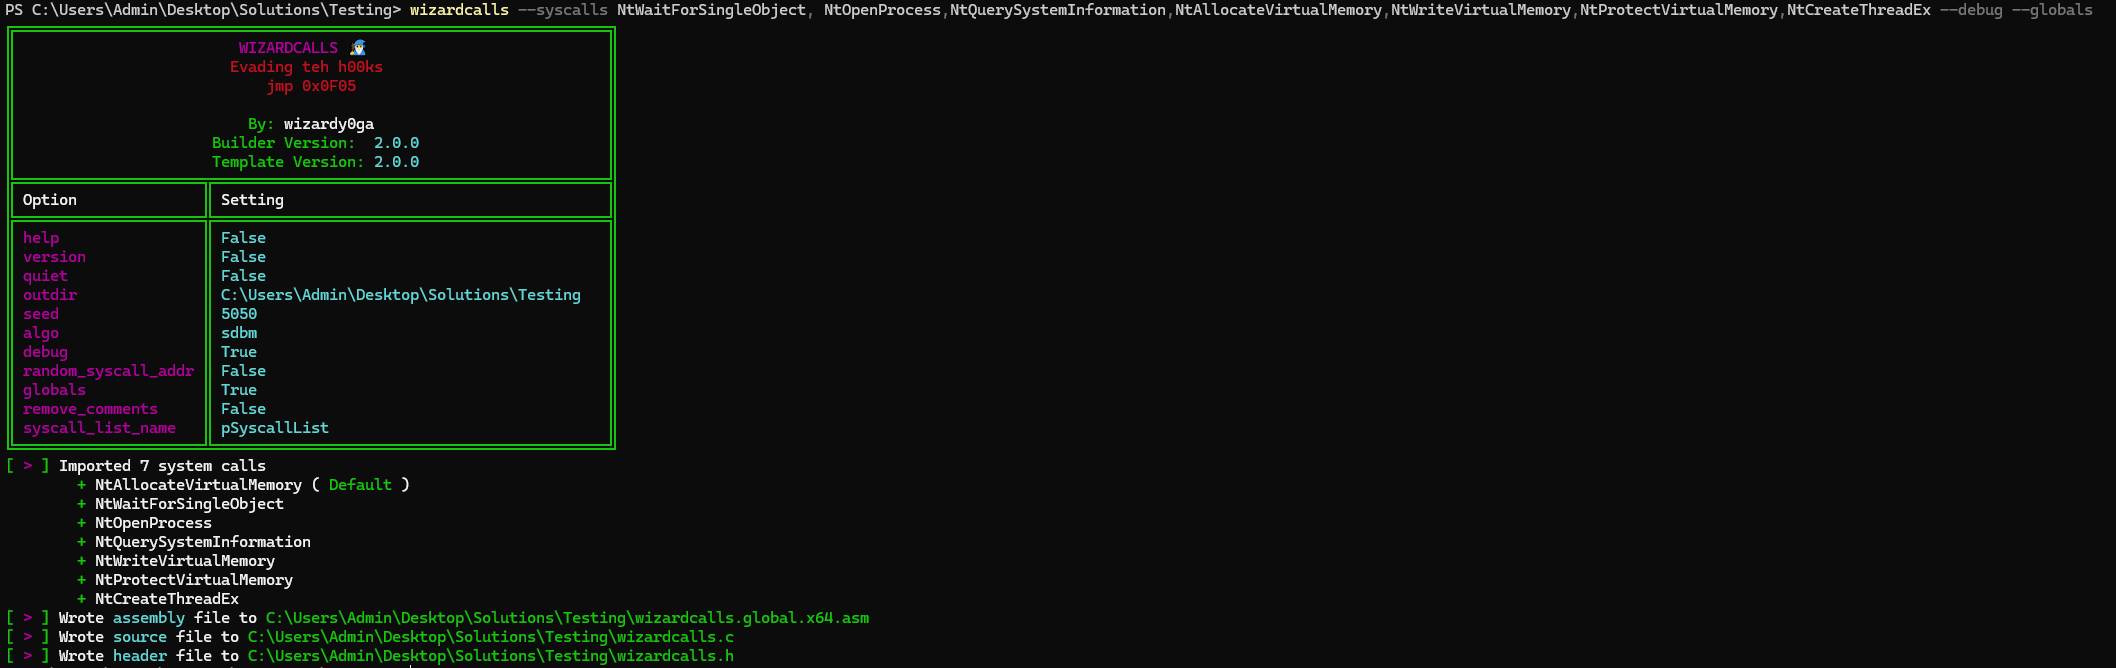 PS C:\Users\Admin\Desktop\Solutions\Testing> wizardcalls --syscalls NtWaitForSingleObject, NtOpenProcess,NtQuerySystemInformation,NtAllocateVirtualMemory,NtWriteVirtualMemory,NtProtectVirtualMemory,NtCreateThreadEx --debug --globals
WIZARDCALLS 🧙
Evading teh h00ks
jmp 0x0F05
By: wizardy0ga
Builder Version: 2.0.0
Template Version: 2.0.0
Option Setting
help False
version False
quiet False
outdir C:\Users\Admin\Desktop\Solutions\Testing
seed 5050
algo sdbm
debug True
random_syscall_addr False
globals True
remove_comments False
syscall_list_name pSyscallList
[ > ] Imported 7 system calls
+ NtAllocateVirtualMemory ( Default )
+ NtWaitForSingleObject
+ NtOpenProcess
+ NtQuerySystemInformation
+ NtWriteVirtualMemory
+ NtProtectVirtualMemory
+ NtCreateThreadEx
[ > ] Wrote assembly file to C:\Users\Admin\Desktop\Solutions\Testing\wizardcalls.global.x64.asm
[ > ] Wrote source file to C:\Users\Admin\Desktop\Solutions\Testing\wizardcalls.c
[ > ] Wrote header file to C:\Users\Admin\Desktop\Solutions\Testing\wizardcalls.h